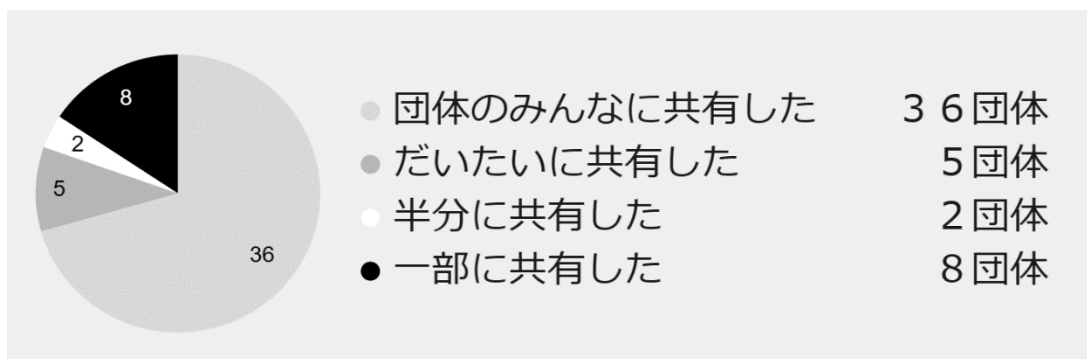 8
2
5
36
団体のみんなに共有した　３６団体
だいたいに共有した　５団体
半分に共有した　２団体
一部に共有した　８団体